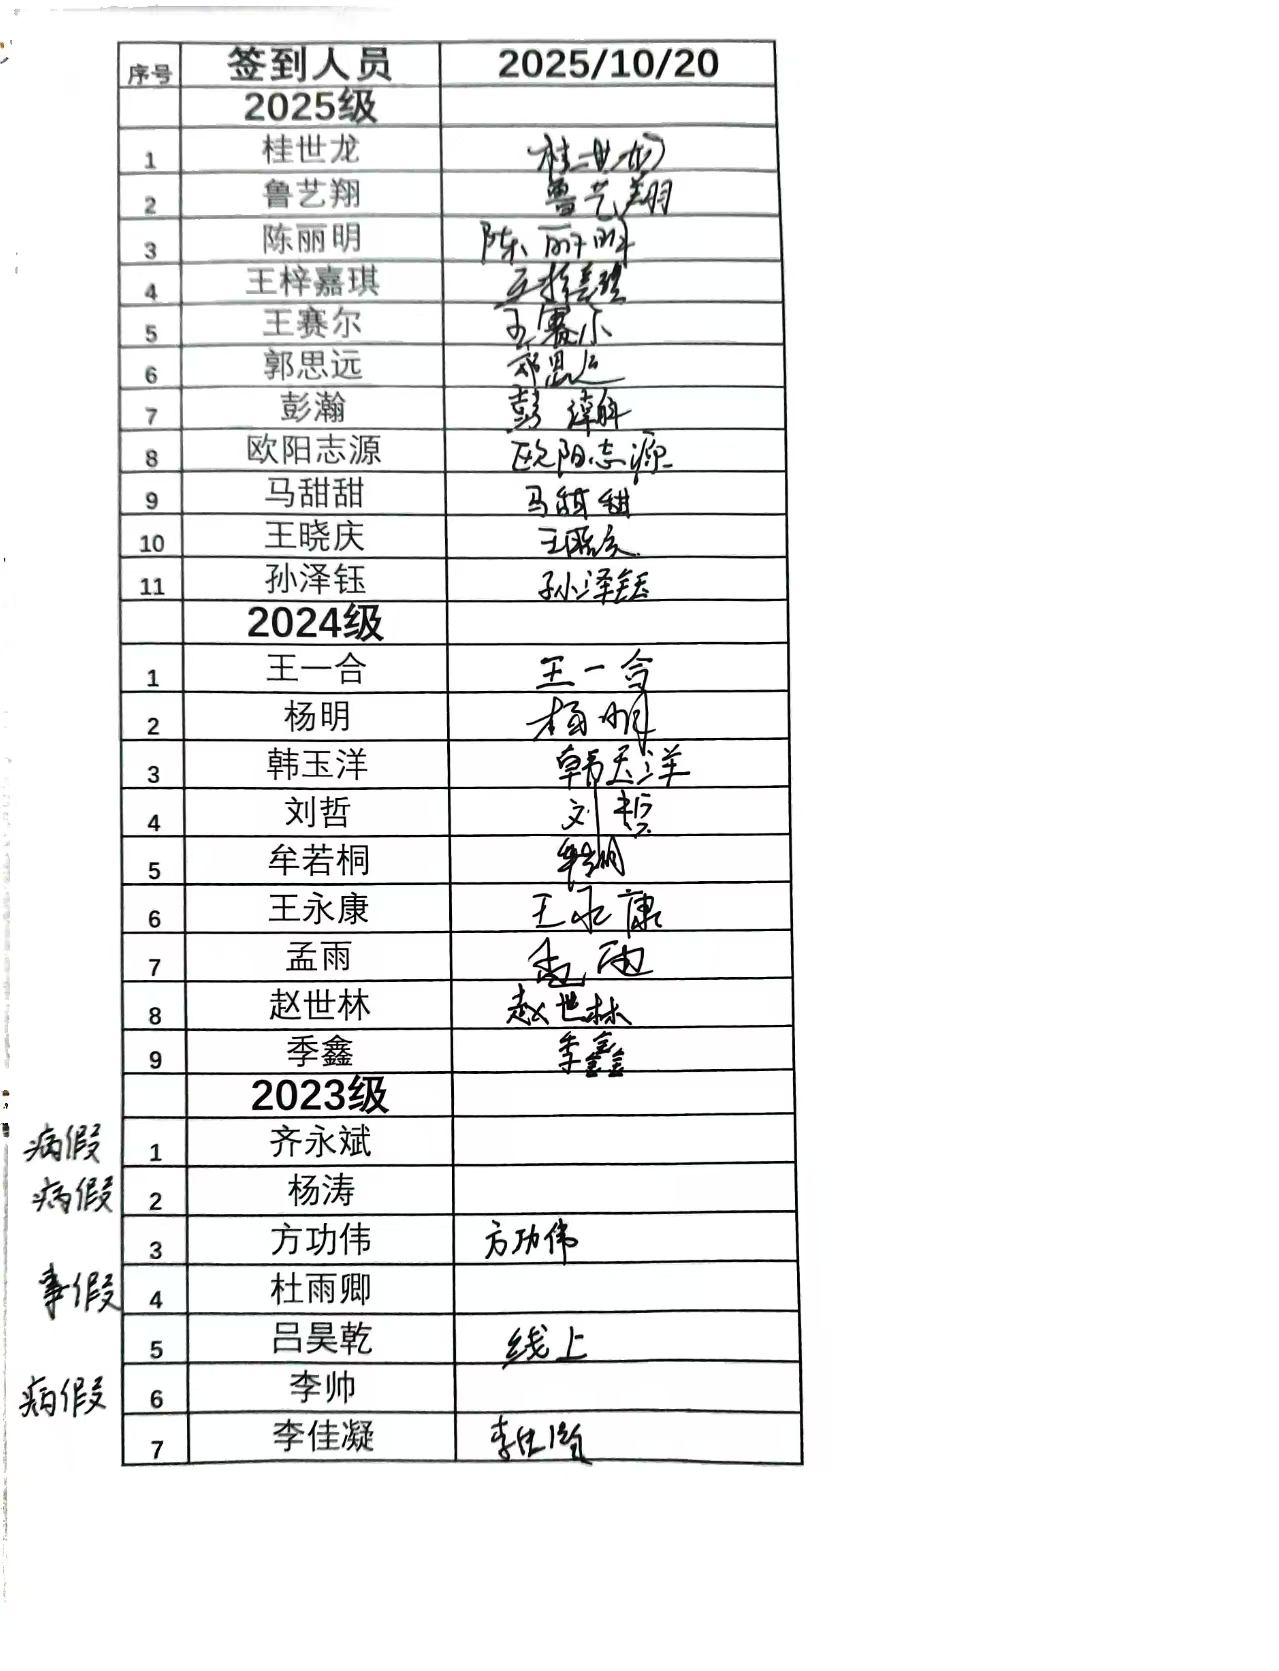 序号 签到人员 2025/10/20
2025级
1 桂世龙 桂世龙
2 鲁艺翔 鲁艺翔
3 陈丽明 陈丽明
4 王梓嘉琪 王梓嘉琪
5 王赛尔 王赛尔
6 郭思远 郭思远
7 彭瀚 彭瀚
8 欧阳志源 欧阳志源
9 马甜甜 马甜甜
10 王晓庆 王晓庆
11 孙泽钰 孙泽钰
2024级
1 王一合 王一合
2 杨明 杨明
3 韩玉洋 韩玉洋
4 刘哲 刘哲
5 牟若桐
6 王永康 王永康
7 孟雨 孟雨
8 赵世林 赵世林
9 季鑫 季鑫
2023级
病假 1 齐永斌
病假 2 杨涛
3 方功伟 方功伟
事假 4 杜雨卿
5 吕昊乾 线上
病假 6 李帅
7 李佳凝 李佳凝